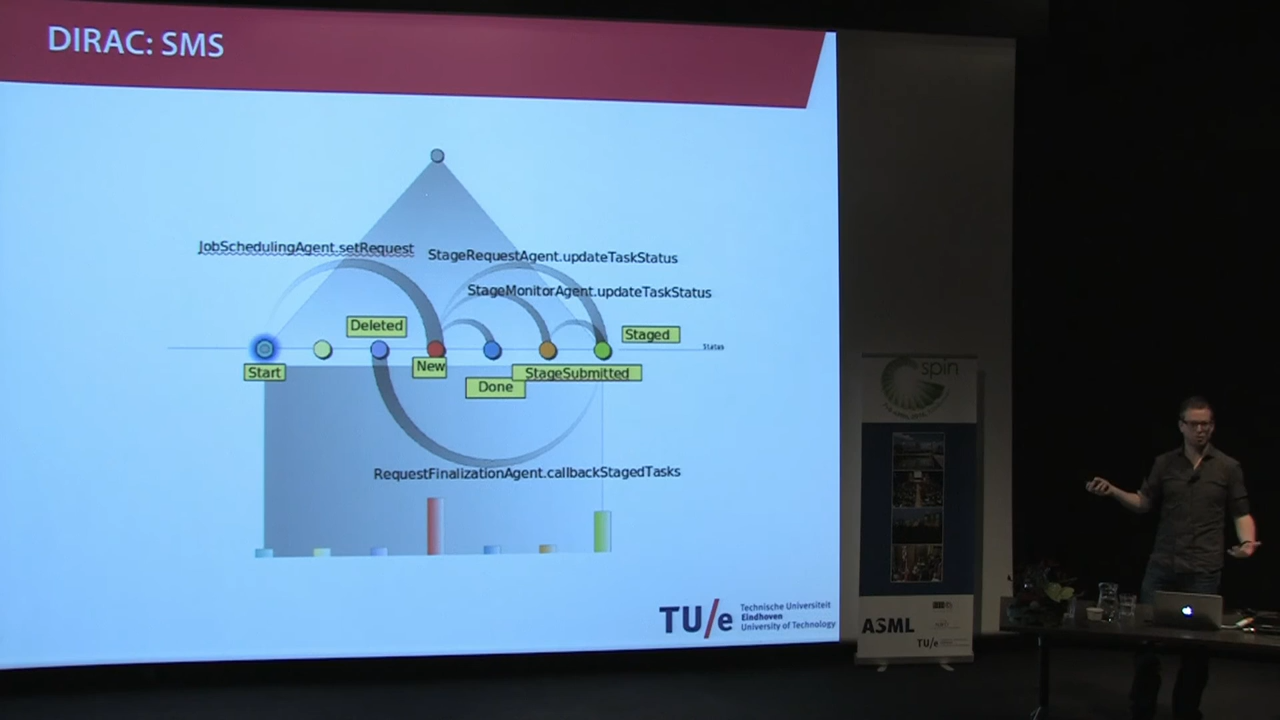 DIRAC: SMS
JobSchedulingAgent.setRequest
StageRequestAgent.updateTaskStatus
StageMonitorAgent.updateTaskStatus
Deleted
Staged
Status
Start
New
StageSubmitted
Done
RequestFinalizationAgent.callbackStagedTasks
TU/e
Technische Universiteit
Eindhoven
University of Technology
spin
ASML
TU/e